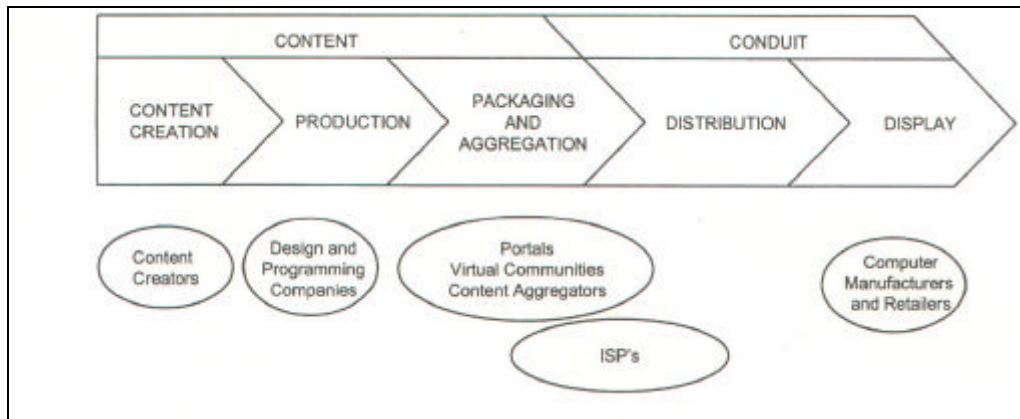 CONTENT
CONDUIT
CONTENT
CREATION
PRODUCTION
PACKAGING
AND
AGGREGATION
DISTRIBUTION
DISPLAY
Content
Creators
Design and
Programming
Companies
Portals
Virtual Communities
Content Aggregators
Computer
Manufacturers
and Retailers
ISP's